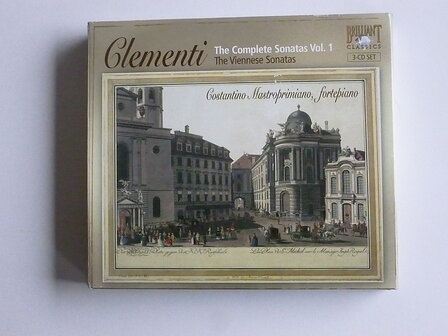 Clementi
The Complete Sonatas Vol. 1
The Viennese Sonatas
BRILLIANT
CLASSICS
3-CD SET
Costantino Mastroprimiano, fortepiano